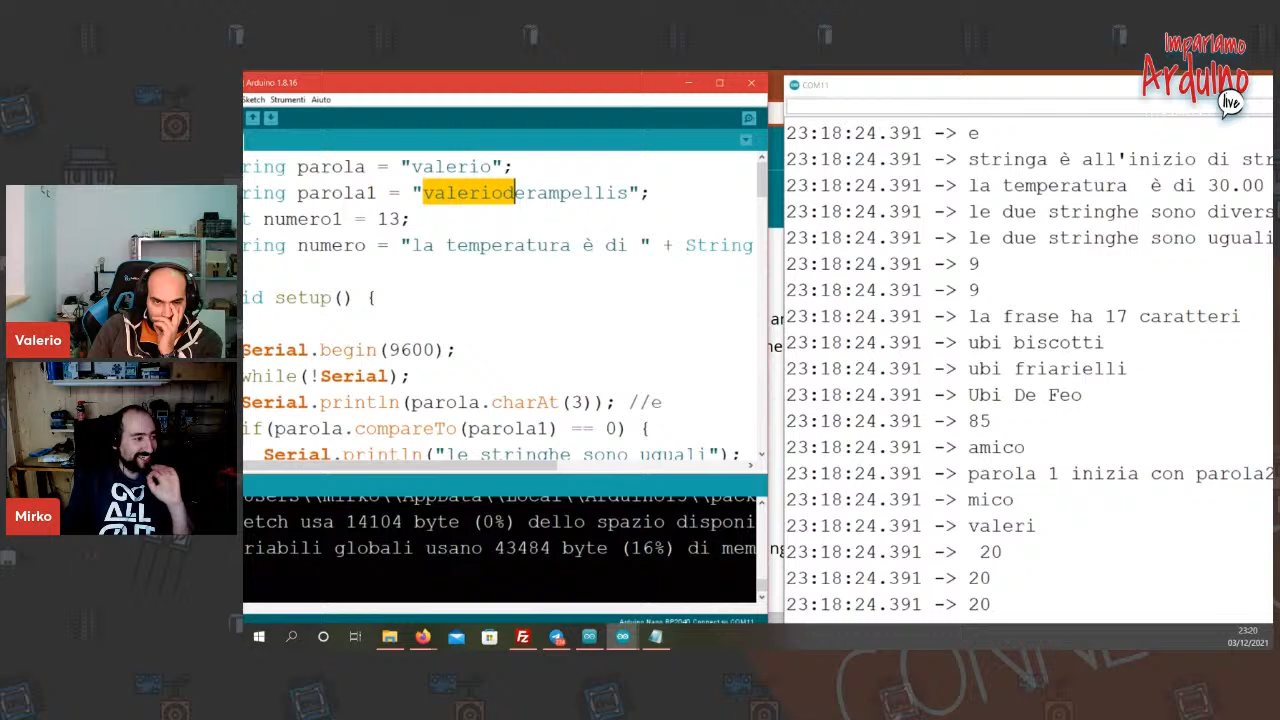 Impariamo
Arduino
live
Arduino 1.8.16
Sketch Strumenti Aiuto
ring parola = "valerio";
ring parola1 = "valerioderampellis";
t numero1 = 13;
ring numero = "la temperatura è di " + String
id setup() {
Serial.begin(9600);
while(!Serial);
Serial.println(parola.charAt(3)); //e
if(parola.compareTo(parola1) == 0) {
Serial.println("le stringhe sono uguali");
Users\\mirko\\AppData\\Local\\Arduino15\\pack
etch usa 14104 byte (0%) dello spazio disponi
riabili globali usano 43484 byte (16%) di mem
COM11
23:18:24.391 -> e
23:18:24.391 -> stringa è all'inizio di str
23:18:24.391 -> la temperatura  è di 30.00
23:18:24.391 -> le due stringhe sono divers
23:18:24.391 -> le due stringhe sono uguali
23:18:24.391 -> 9
23:18:24.391 -> 9
23:18:24.391 -> la frase ha 17 caratteri
23:18:24.391 -> ubi biscotti
23:18:24.391 -> ubi friarielli
23:18:24.391 -> Ubi De Feo
23:18:24.391 -> 85
23:18:24.391 -> amico
23:18:24.391 -> parola 1 inizia con parola2
23:18:24.391 -> mico
23:18:24.391 -> valeri
23:18:24.391 ->  20
23:18:24.391 -> 20
23:18:24.391 -> 20
Valerio
Mirko
ALL
OUT
23:20
03/12/2021
CONNE